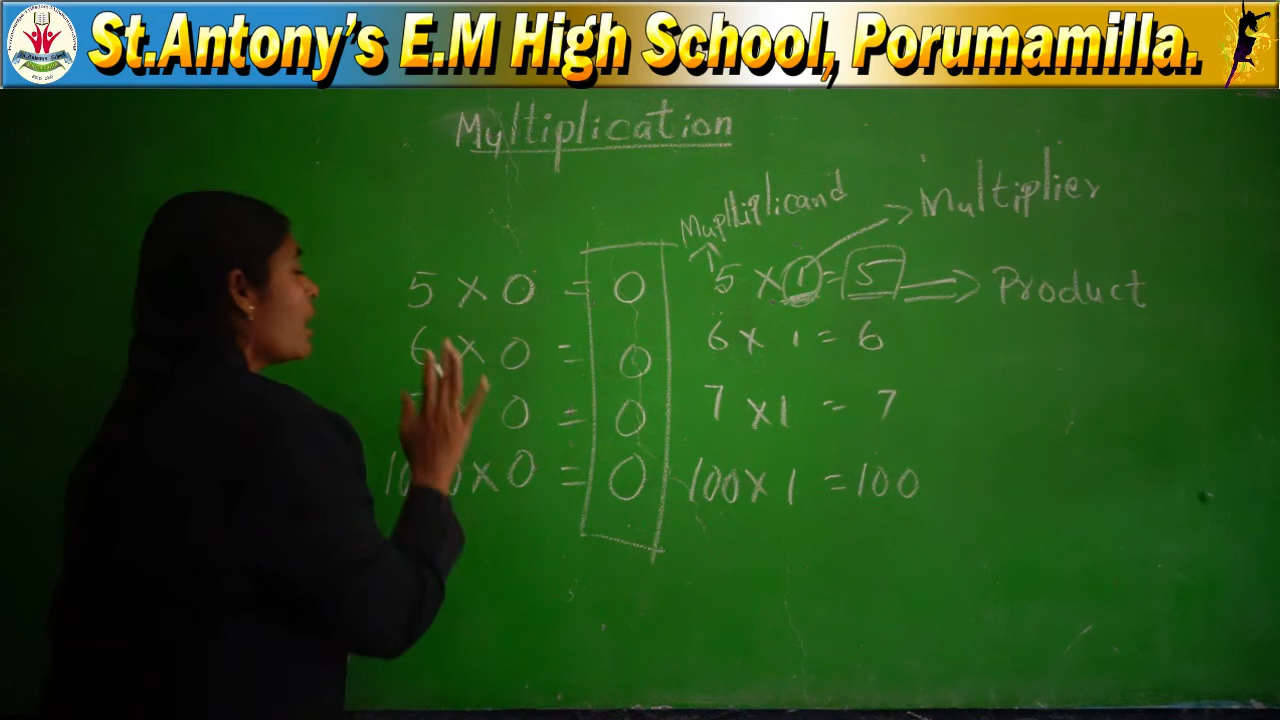 St.Antony's E.M High School, Porumamilla.
Multiplication
Multiplicand
Multiplier
5 × 0 = 0
5 × 1 = 5
Product
6 × 0 = 0
6 × 1 = 6
0 = 0
7 × 1 = 7
× 0 = 0
100 × 1 = 100